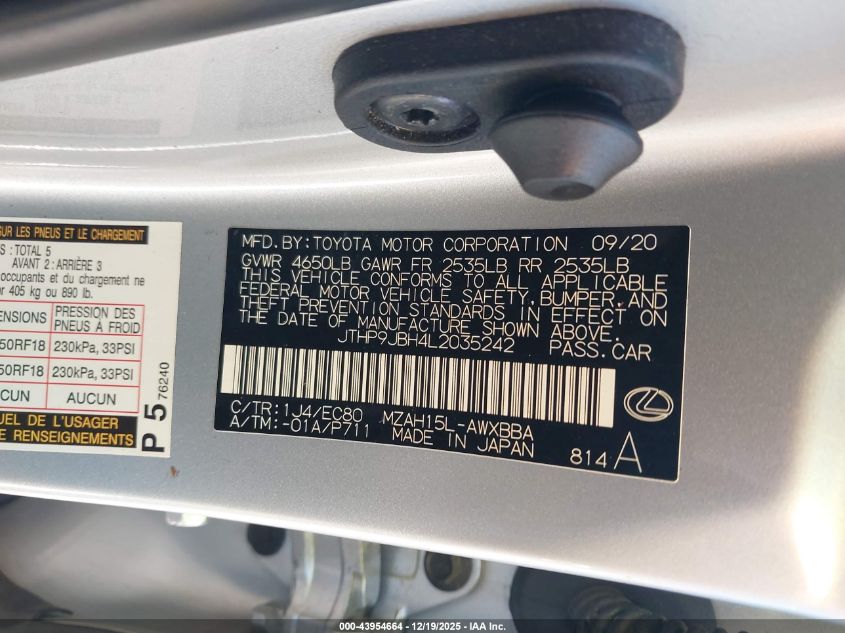 SUR LES PNEUS ET LE CHARGEMENT
: TOTAL 5
AVANT 2 : ARRIÈRE 3
occupants et du chargement ne
405 kg ou 890 lb.
PRESSION DES
PNEUS À FROID
50RF18 230kPa, 33PSI
50RF18 230kPa, 33PSI
AUCUN
DE L'USAGER
DE RENSEIGNEMENTS
P 5 76240
MFD. BY: TOYOTA MOTOR CORPORATION 09/20
GVWR 4650LB GAWR FR 2535LB RR 2535LB
THIS VEHICLE CONFORMS TO ALL APPLICABLE
FEDERAL MOTOR VEHICLE SAFETY, BUMPER, AND
THEFT PREVENTION STANDARDS IN EFFECT ON
THE DATE OF MANUFACTURE SHOWN ABOVE.
JTHP9JBH4L2035242 PASS. CAR
C/TR: 1J4/EC80 MZAH15L-AWXBBA
A/TM: -01A/P711 MADE IN JAPAN
814 A
000-43954664 - 12/19/2025 - © IAA Inc.